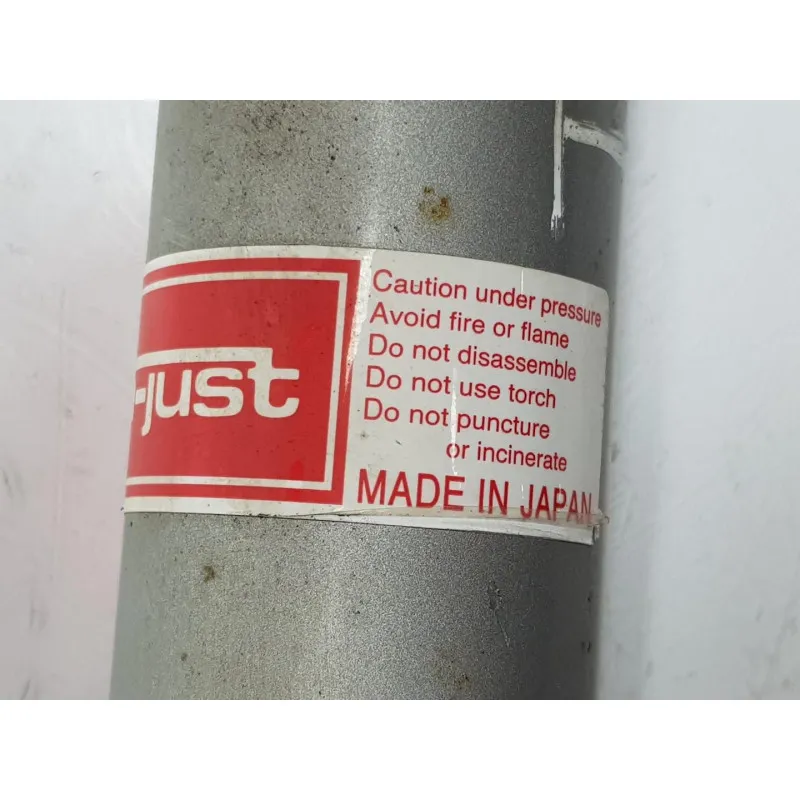 -just
Caution under pressure
Avoid fire or flame
Do not disassemble
Do not use torch
Do not puncture
or incinerate
MADE IN JAPAN